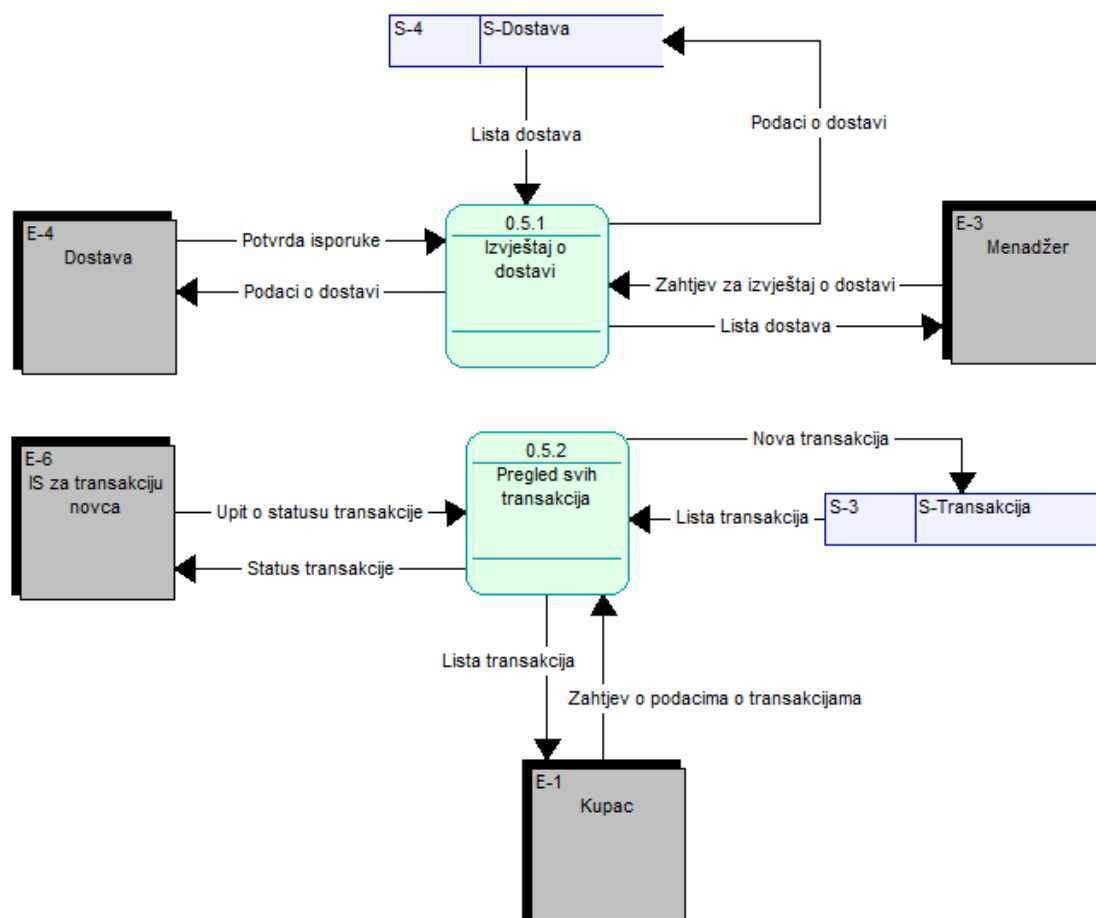 S-4 S-Dostava
Lista dostava
Podaci o dostavi
E-4
Dostava
Potvrda isporuke
Podaci o dostavi
0.5.1
Izvještaj o
dostavi
E-3
Menadžer
Zahtjev za izvještaj o dostavi
Lista dostava
E-6
IS za transakciju
novca
Upit o statusu transakcije
Status transakcije
0.5.2
Pregled svih
transakcija
Nova transakcija
Lista transakcija
S-3 S-Transakcija
Lista transakcija
Zahtjev o podacima o transakcijama
E-1
Kupac